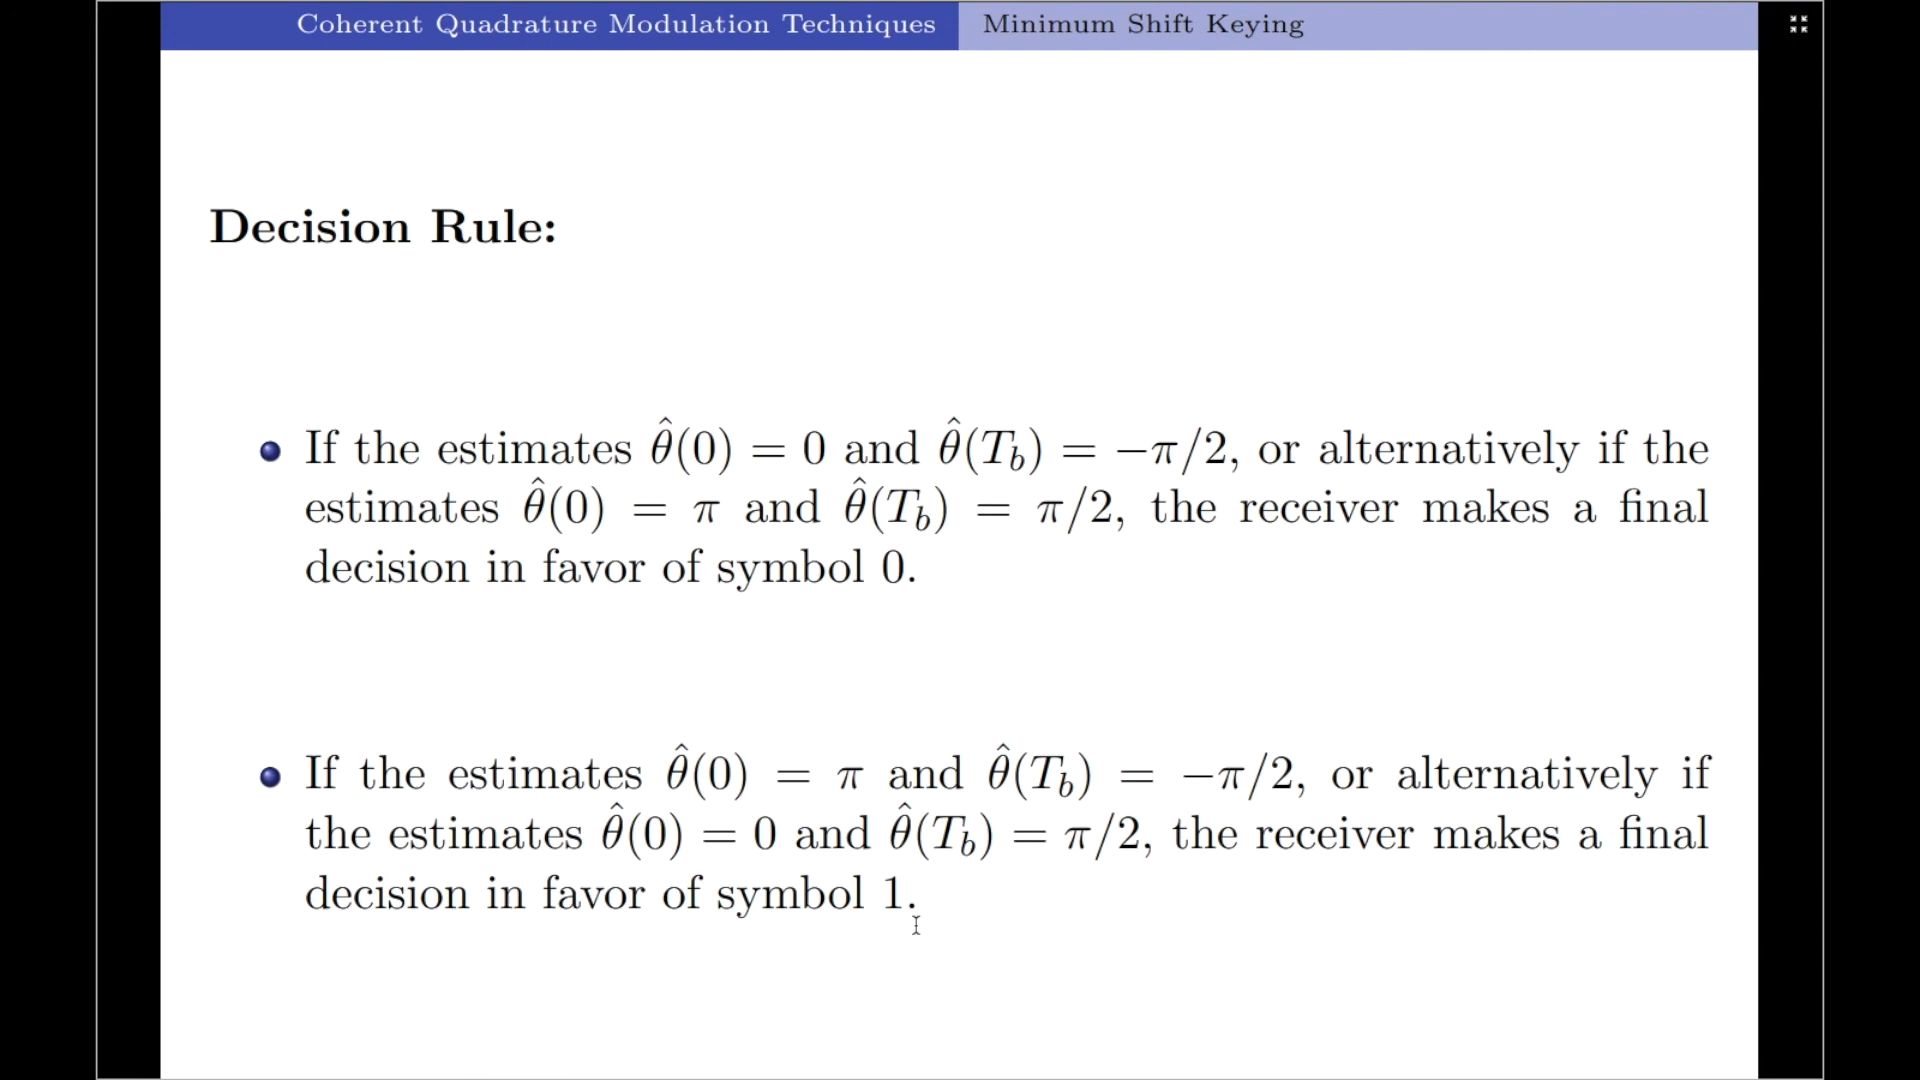 Coherent Quadrature Modulation Techniques Minimum Shift Keying
Decision Rule:
If the estimates θ̂(0) = 0 and θ̂(T_b) = −π/2, or alternatively if the
estimates θ̂(0) = π and θ̂(T_b) = π/2, the receiver makes a final
decision in favor of symbol 0.
If the estimates θ̂(0) = π and θ̂(T_b) = −π/2, or alternatively if
the estimates θ̂(0) = 0 and θ̂(T_b) = π/2, the receiver makes a final
decision in favor of symbol 1.